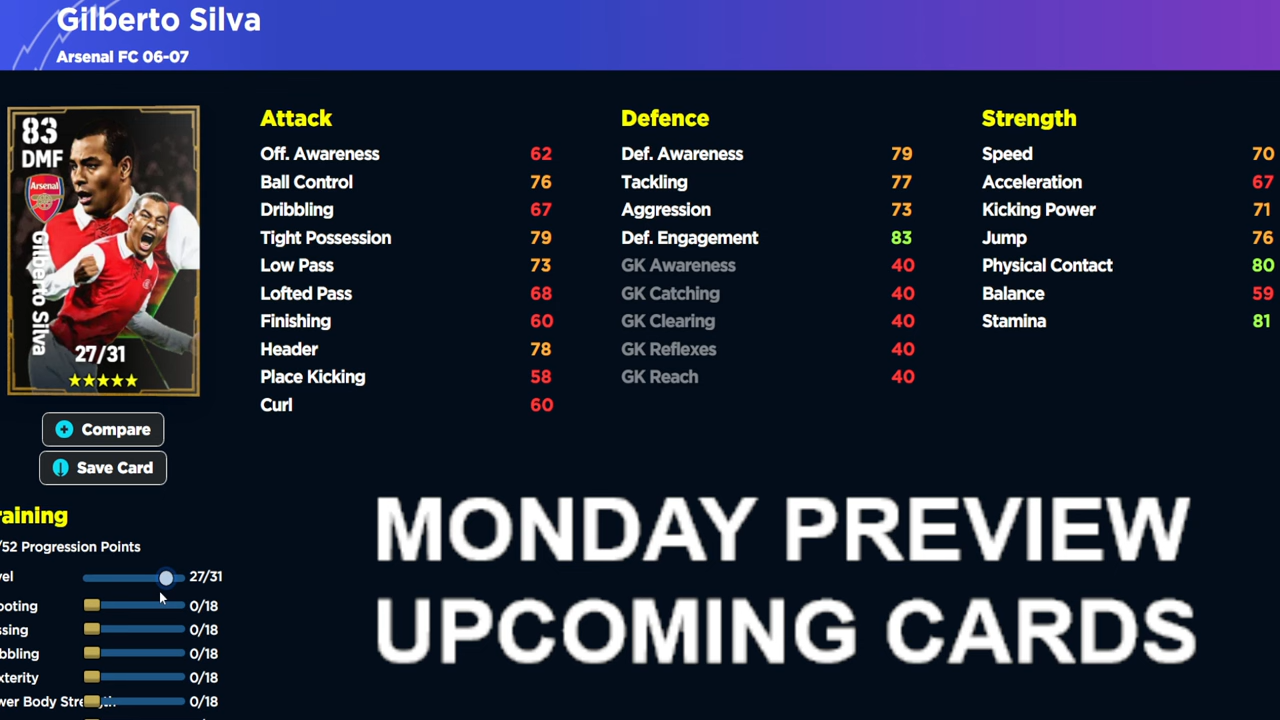 Gilberto Silva
Arsenal FC 06-07
83
DMF
Arsenal
Gilberto Silva
27/31
Compare
Save Card
Attack
Off. Awareness 62
Ball Control 76
Dribbling 67
Tight Possession 79
Low Pass 73
Lofted Pass 68
Finishing 60
Header 78
Place Kicking 58
Curl 60
Defence
Def. Awareness 79
Tackling 77
Aggression 73
Def. Engagement 83
GK Awareness 40
GK Catching 40
GK Clearing 40
GK Reflexes 40
GK Reach 40
Strength
Speed 70
Acceleration 67
Kicking Power 71
Jump 76
Physical Contact 80
Balance 59
Stamina 81
raining
/52 Progression Points
vel 27/31
ooting 0/18
ssing 0/18
bbling 0/18
xterity 0/18
wer Body Stre th 0/18
MONDAY PREVIEW
UPCOMING CARDS